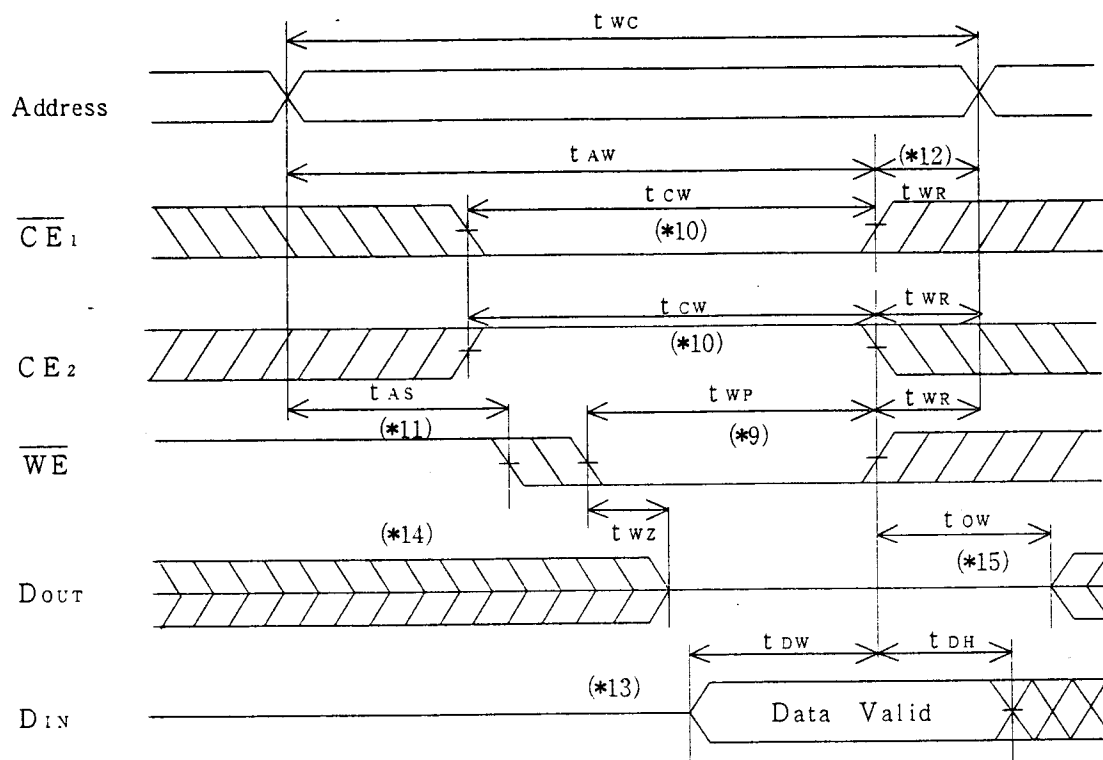 t WC
Address
t AW
(*12)
t CW
t WR
CE1
(*10)
t CW
t WR
CE2
(*10)
t AS
t WP
t WR
(*11)
(*9)
WE
t WZ
t OW
(*14)
(*15)
DOUT
t DW
t DH
(*13)
DIN
Data Valid